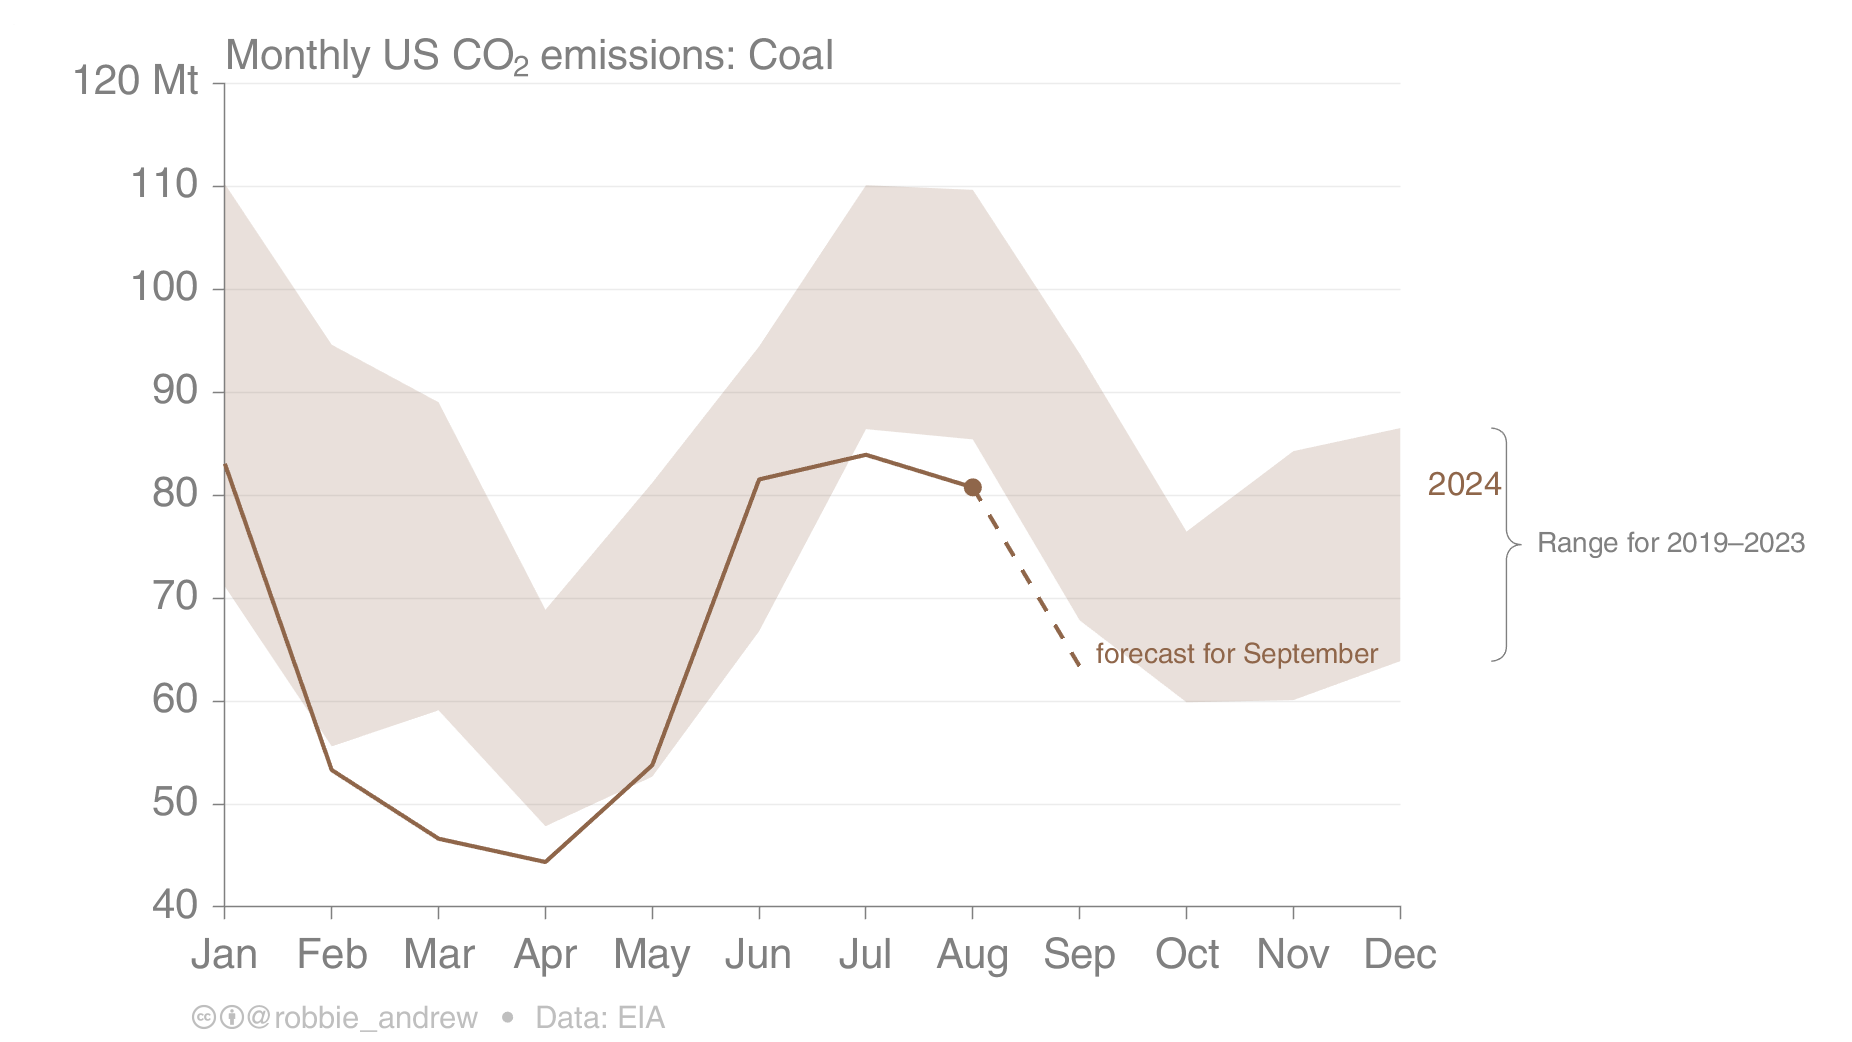 Monthly US CO₂ emissions: Coal
120 Mt
110
100
90
80
70
60
50
40
2024
Range for 2019–2023
forecast for September
Jan Feb Mar Apr May Jun Jul Aug Sep Oct Nov Dec
@robbie_andrew • Data: EIA